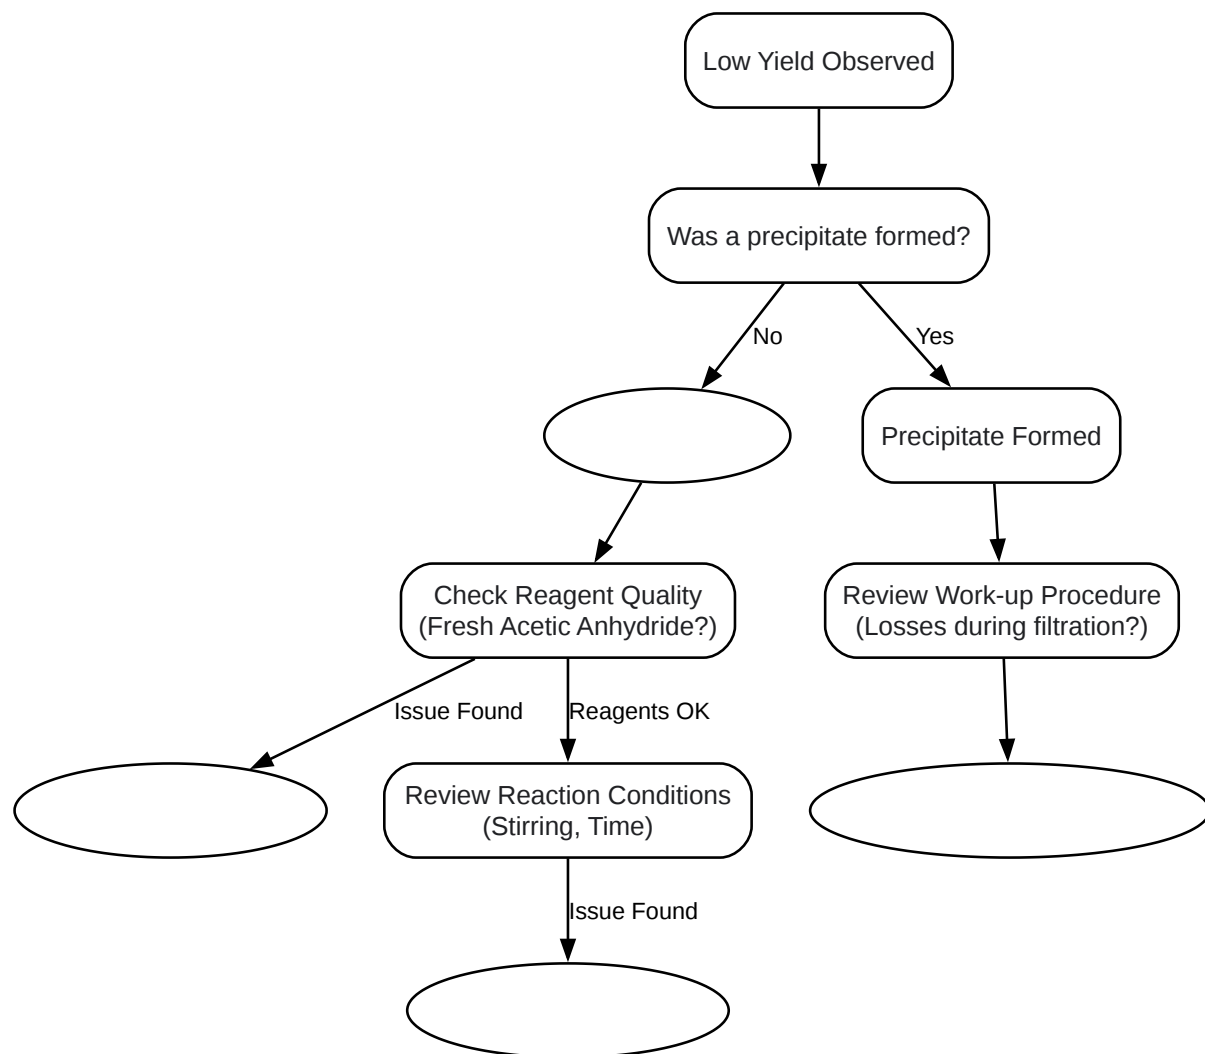 Low Yield Observed
Was a precipitate formed?
No
Yes
Precipitate Formed
Check Reagent Quality
(Fresh Acetic Anhydride?)
Review Work-up Procedure
(Losses during filtration?)
Issue Found
Reagents OK
Review Reaction Conditions
(Stirring, Time)
Issue Found